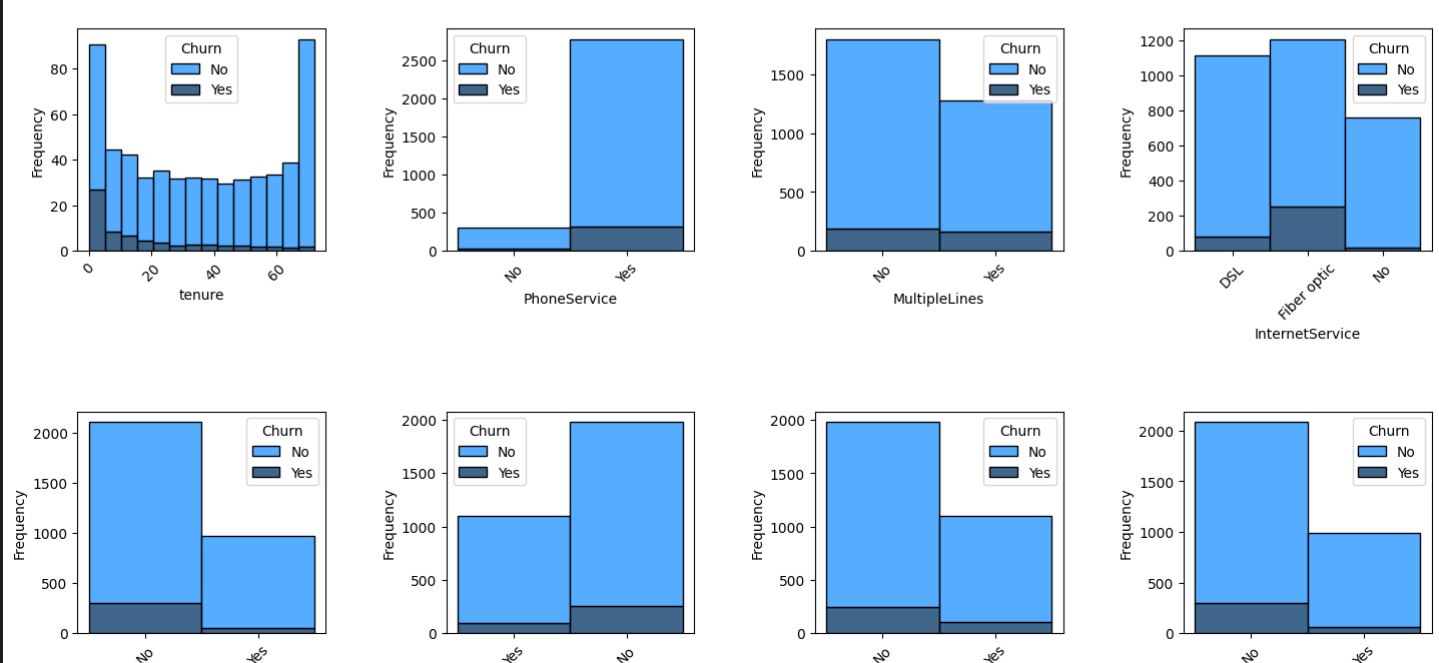 Frequency
80
60
40
20
0
Churn
No
Yes
0
20
40
60
tenure
Frequency
2500
2000
1500
1000
500
0
Churn
No
Yes
No
Yes
PhoneService
Frequency
1500
1000
500
0
Churn
No
Yes
No
Yes
MultipleLines
Frequency
1200
1000
800
600
400
200
0
Churn
No
Yes
DSL
Fiber optic
No
InternetService
Frequency
2000
1500
1000
500
0
Churn
No
Yes
No
Yes
Frequency
2000
1500
1000
500
0
Churn
No
Yes
Yes
No
Frequency
2000
1500
1000
500
0
Churn
No
Yes
No
Yes
Frequency
2000
1500
1000
500
0
Churn
No
Yes
No
Yes